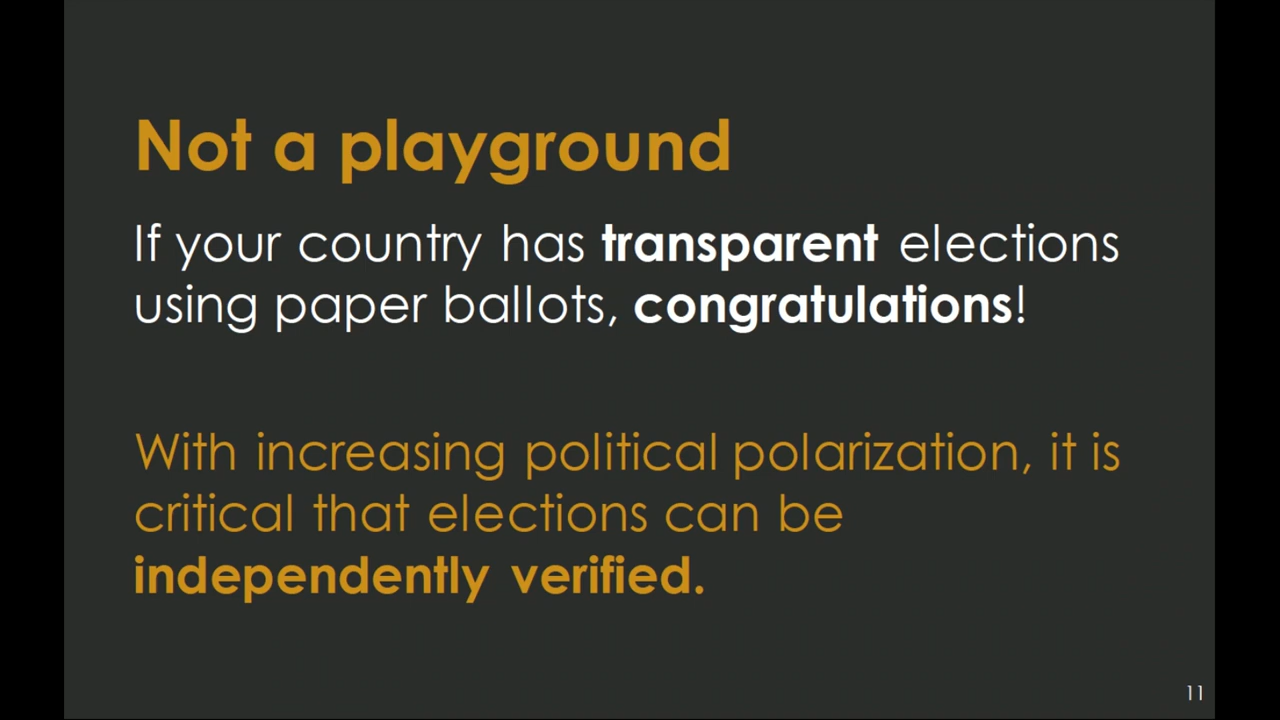 Not a playground
If your country has transparent elections
using paper ballots, congratulations!
With increasing political polarization, it is
critical that elections can be
independently verified.
11